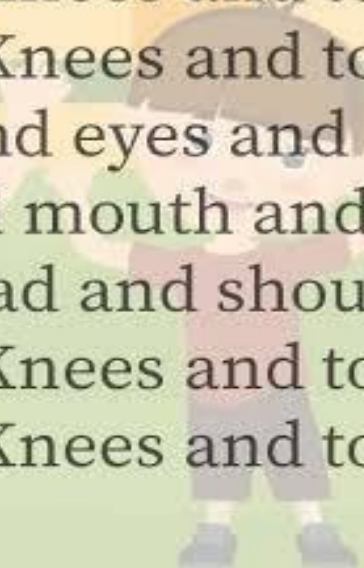 Knees and to
nd eyes and
mouth and
ad and shou
Knees and to
Knees and to